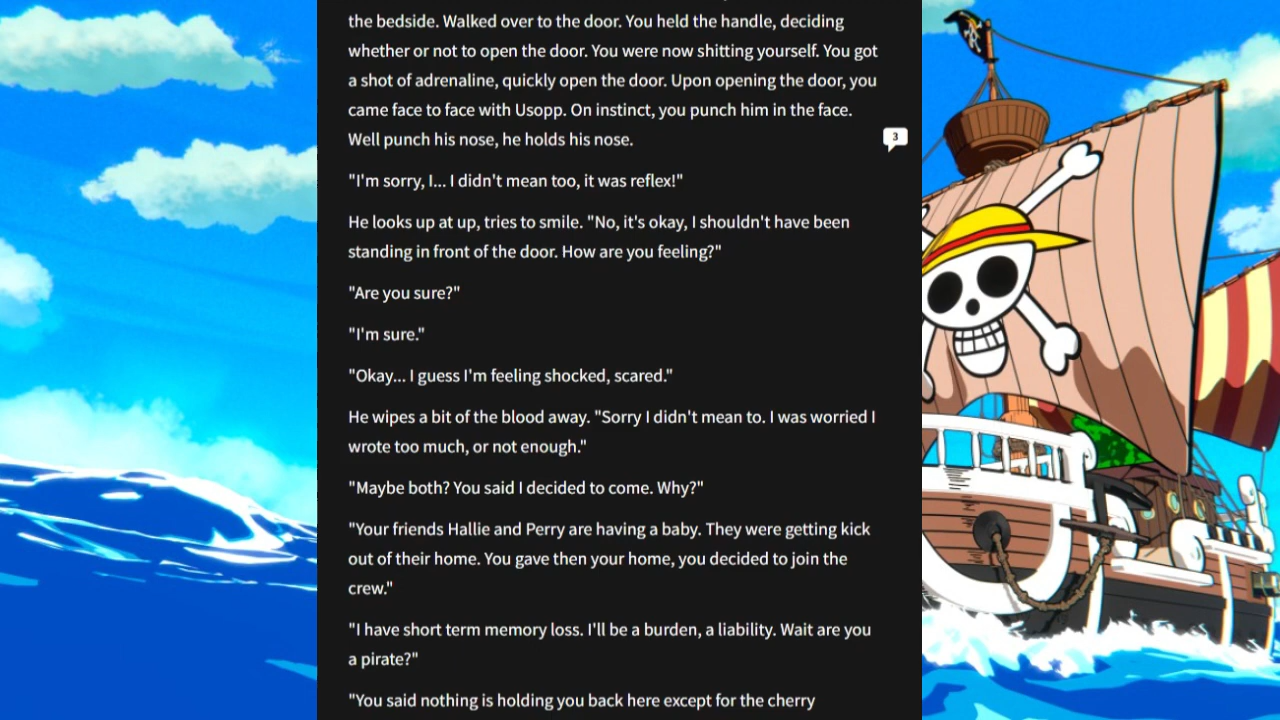 the bedside. Walked over to the door. You held the handle, deciding
whether or not to open the door. You were now shitting yourself. You got
a shot of adrenaline, quickly open the door. Upon opening the door, you
came face to face with Usopp. On instinct, you punch him in the face.
Well punch his nose, he holds his nose.
3
"I'm sorry, I... I didn't mean too, it was reflex!"
He looks up at up, tries to smile. "No, it's okay, I shouldn't have been
standing in front of the door. How are you feeling?"
"Are you sure?"
"I'm sure."
"Okay... I guess I'm feeling shocked, scared."
He wipes a bit of the blood away. "Sorry I didn't mean to. I was worried I
wrote too much, or not enough."
"Maybe both? You said I decided to come. Why?"
"Your friends Hallie and Perry are having a baby. They were getting kick
out of their home. You gave then your home, you decided to join the
crew."
"I have short term memory loss. I'll be a burden, a liability. Wait are you
a pirate?"
"You said nothing is holding you back here except for the cherry